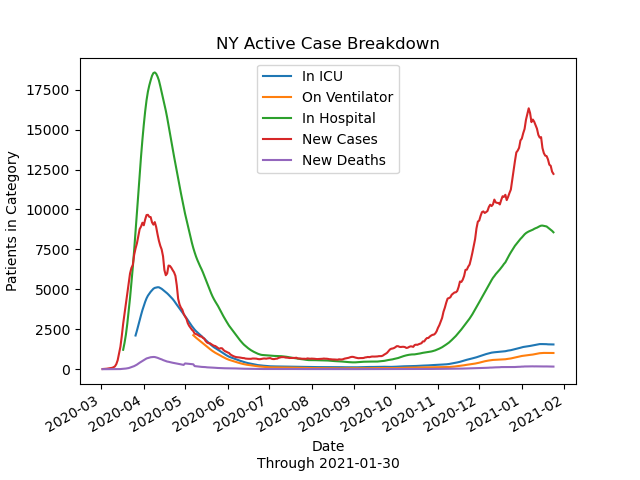 NY Active Case Breakdown
In ICU
On Ventilator
In Hospital
New Cases
New Deaths
Patients in Category
17500
15000
12500
10000
7500
5000
2500
0
2020-03
2020-04
2020-05
2020-06
2020-07
2020-08
2020-09
2020-10
2020-11
2020-12
2021-01
2021-02
Date
Through 2021-01-30